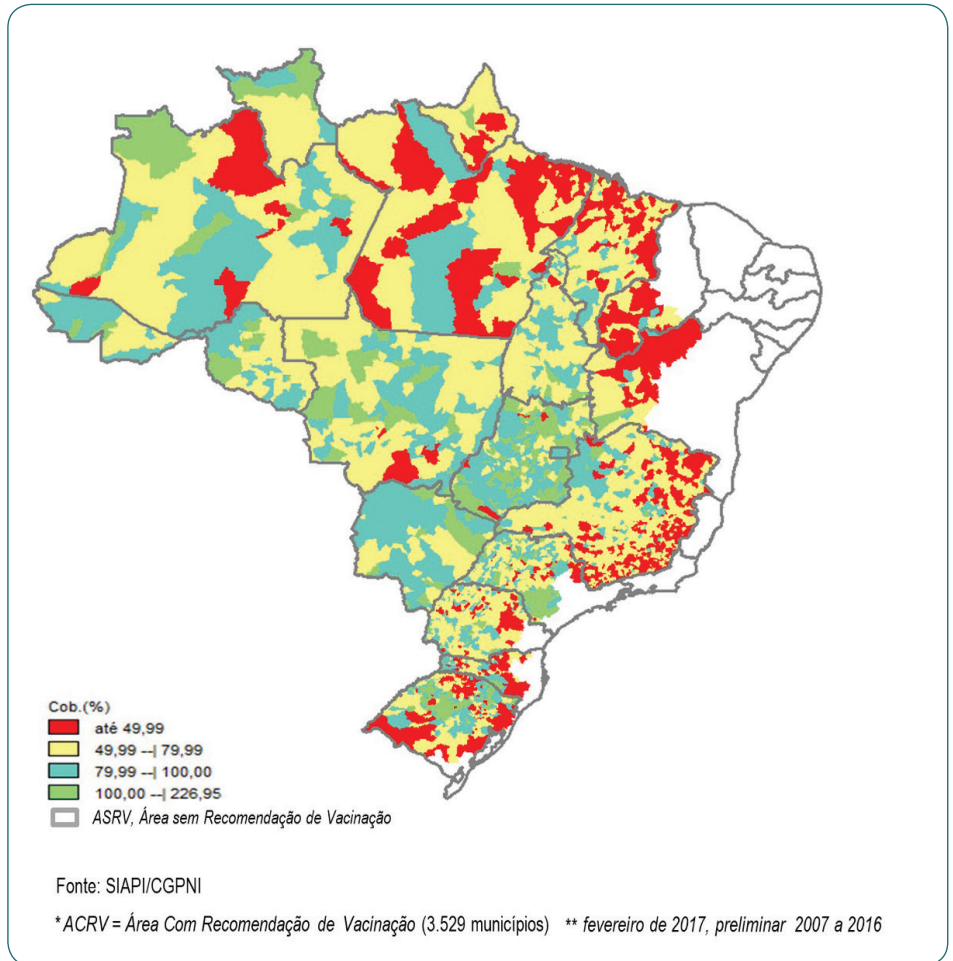 Cob.(%)
até 49,99
49,99 --| 79,99
79,99 --| 100,00
100,00 --| 226,95
ASRV, Área sem Recomendação de Vacinação
Fonte: SIAPI/CGPNI
* ACRV = Área Com Recomendação de Vacinação (3.529 municípios) ** fevereiro de 2017, preliminar 2007 a 2016